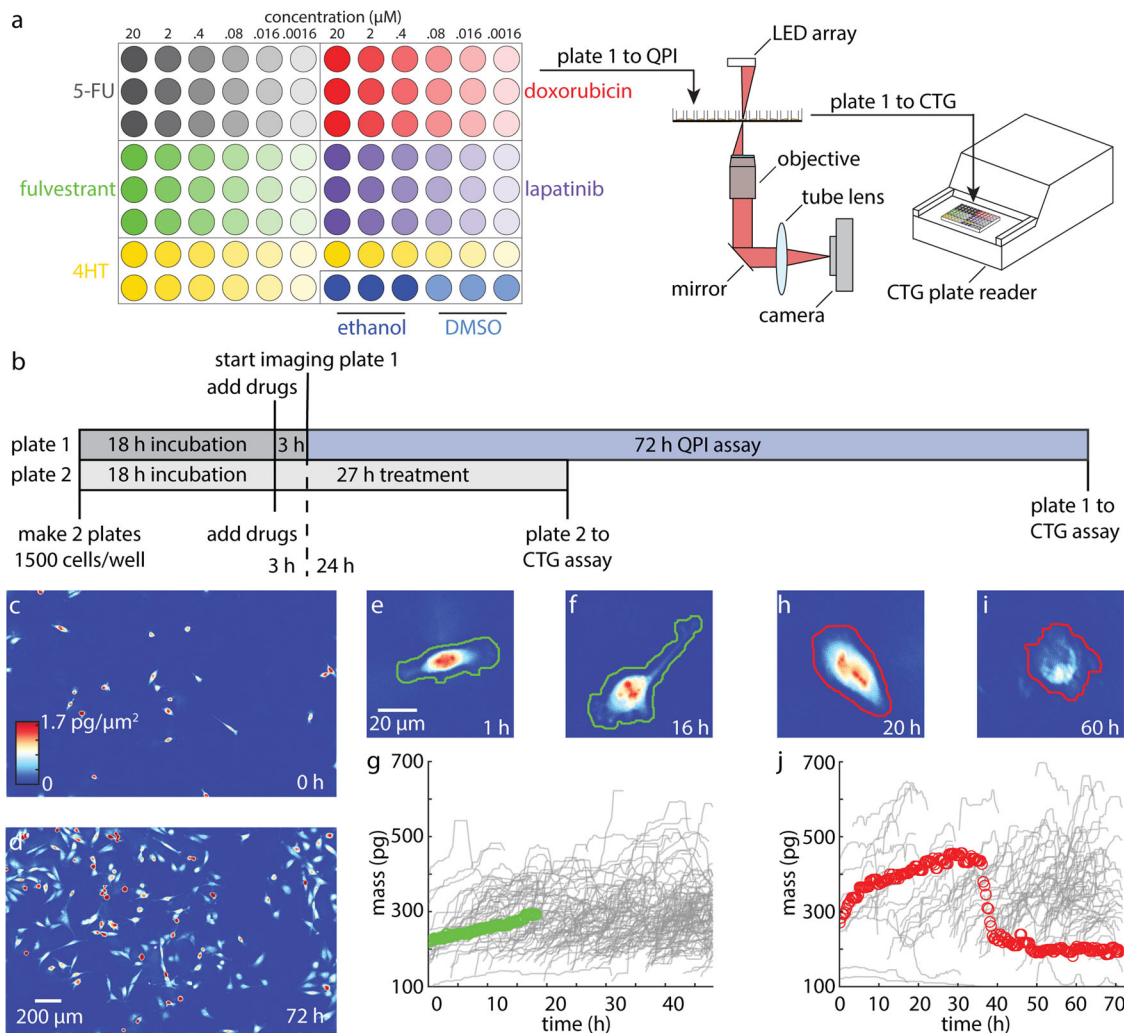 a
concentration (µM)
20 2 .4 .08 .016 .0016 20 2 .4 .08 .016 .0016
5-FU
doxorubicin
fulvestrant
lapatinib
4HT
ethanol
DMSO
plate 1 to QPI
LED array
plate 1 to CTG
objective
tube lens
mirror
camera
CTG plate reader
b
start imaging plate 1
add drugs
plate 1
18 h incubation
3 h
72 h QPI assay
plate 2
18 h incubation
27 h treatment
make 2 plates
1500 cells/well
add drugs
3 h
24 h
plate 2 to
CTG assay
plate 1 to
CTG assay
c
1.7 pg/µm²
0
0 h
d
200 µm
72 h
e
20 µm
1 h
f
16 h
g
700
500
300
100
mass (pg)
0 10 20 30 40
time (h)
h
20 h
i
60 h
j
700
500
300
100
mass (pg)
0 10 20 30 40 50 60 70
time (h)